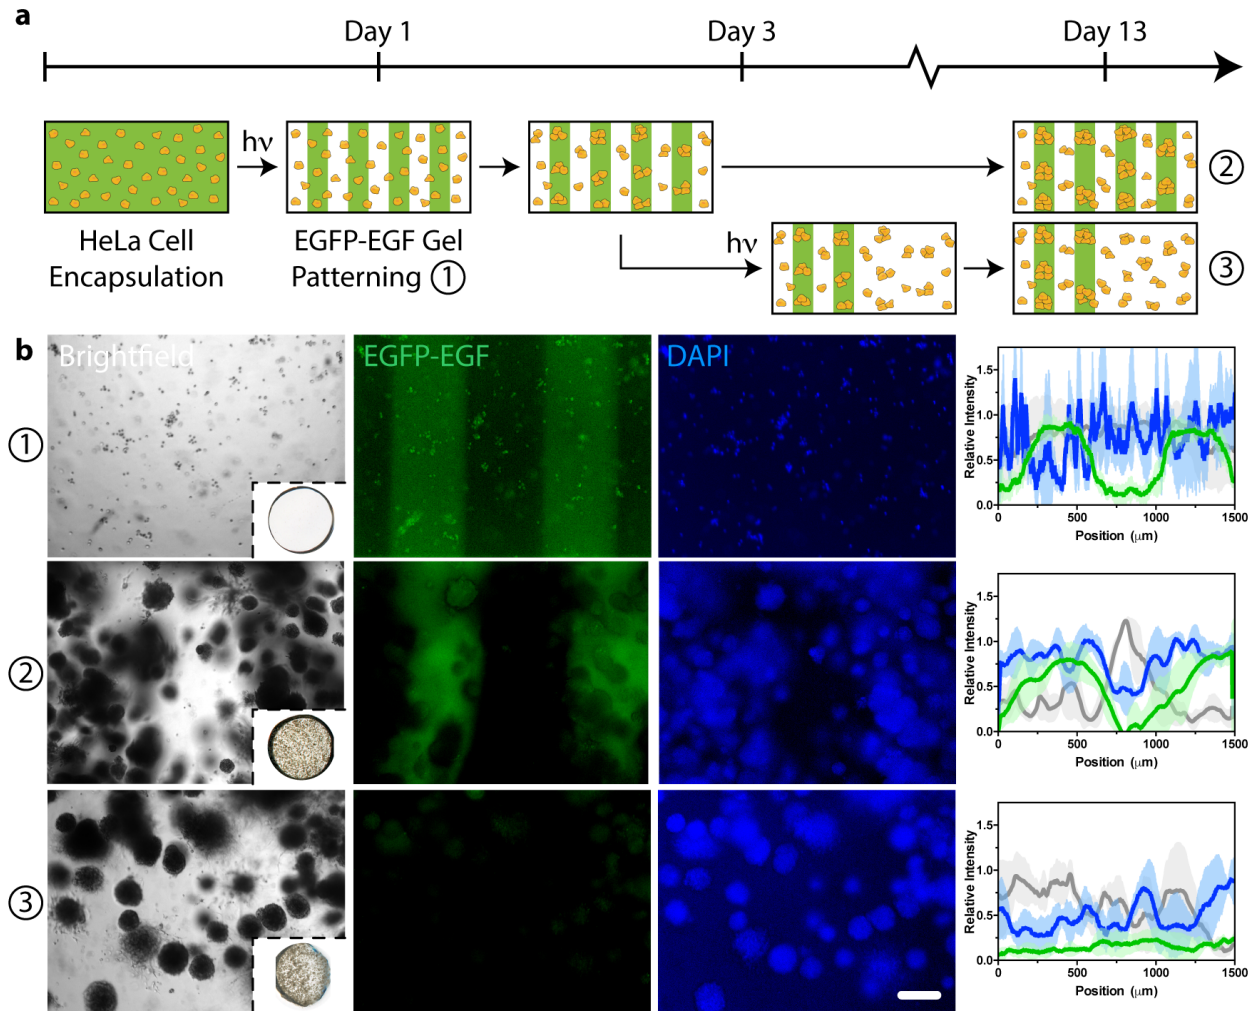 a
Day 1
Day 3
Day 13
hν
②
HeLa Cell
Encapsulation
EGFP-EGF Gel
Patterning ①
hν
③
b
Brightfield
EGFP-EGF
DAPI
①
Relative Intensity
1.5
1.0
0.5
0.0
0
500
1000
1500
Position (μm)
②
Relative Intensity
1.5
1.0
0.5
0.0
0
500
1000
1500
Position (μm)
③
Relative Intensity
1.5
1.0
0.5
0.0
0
500
1000
1500
Position (μm)